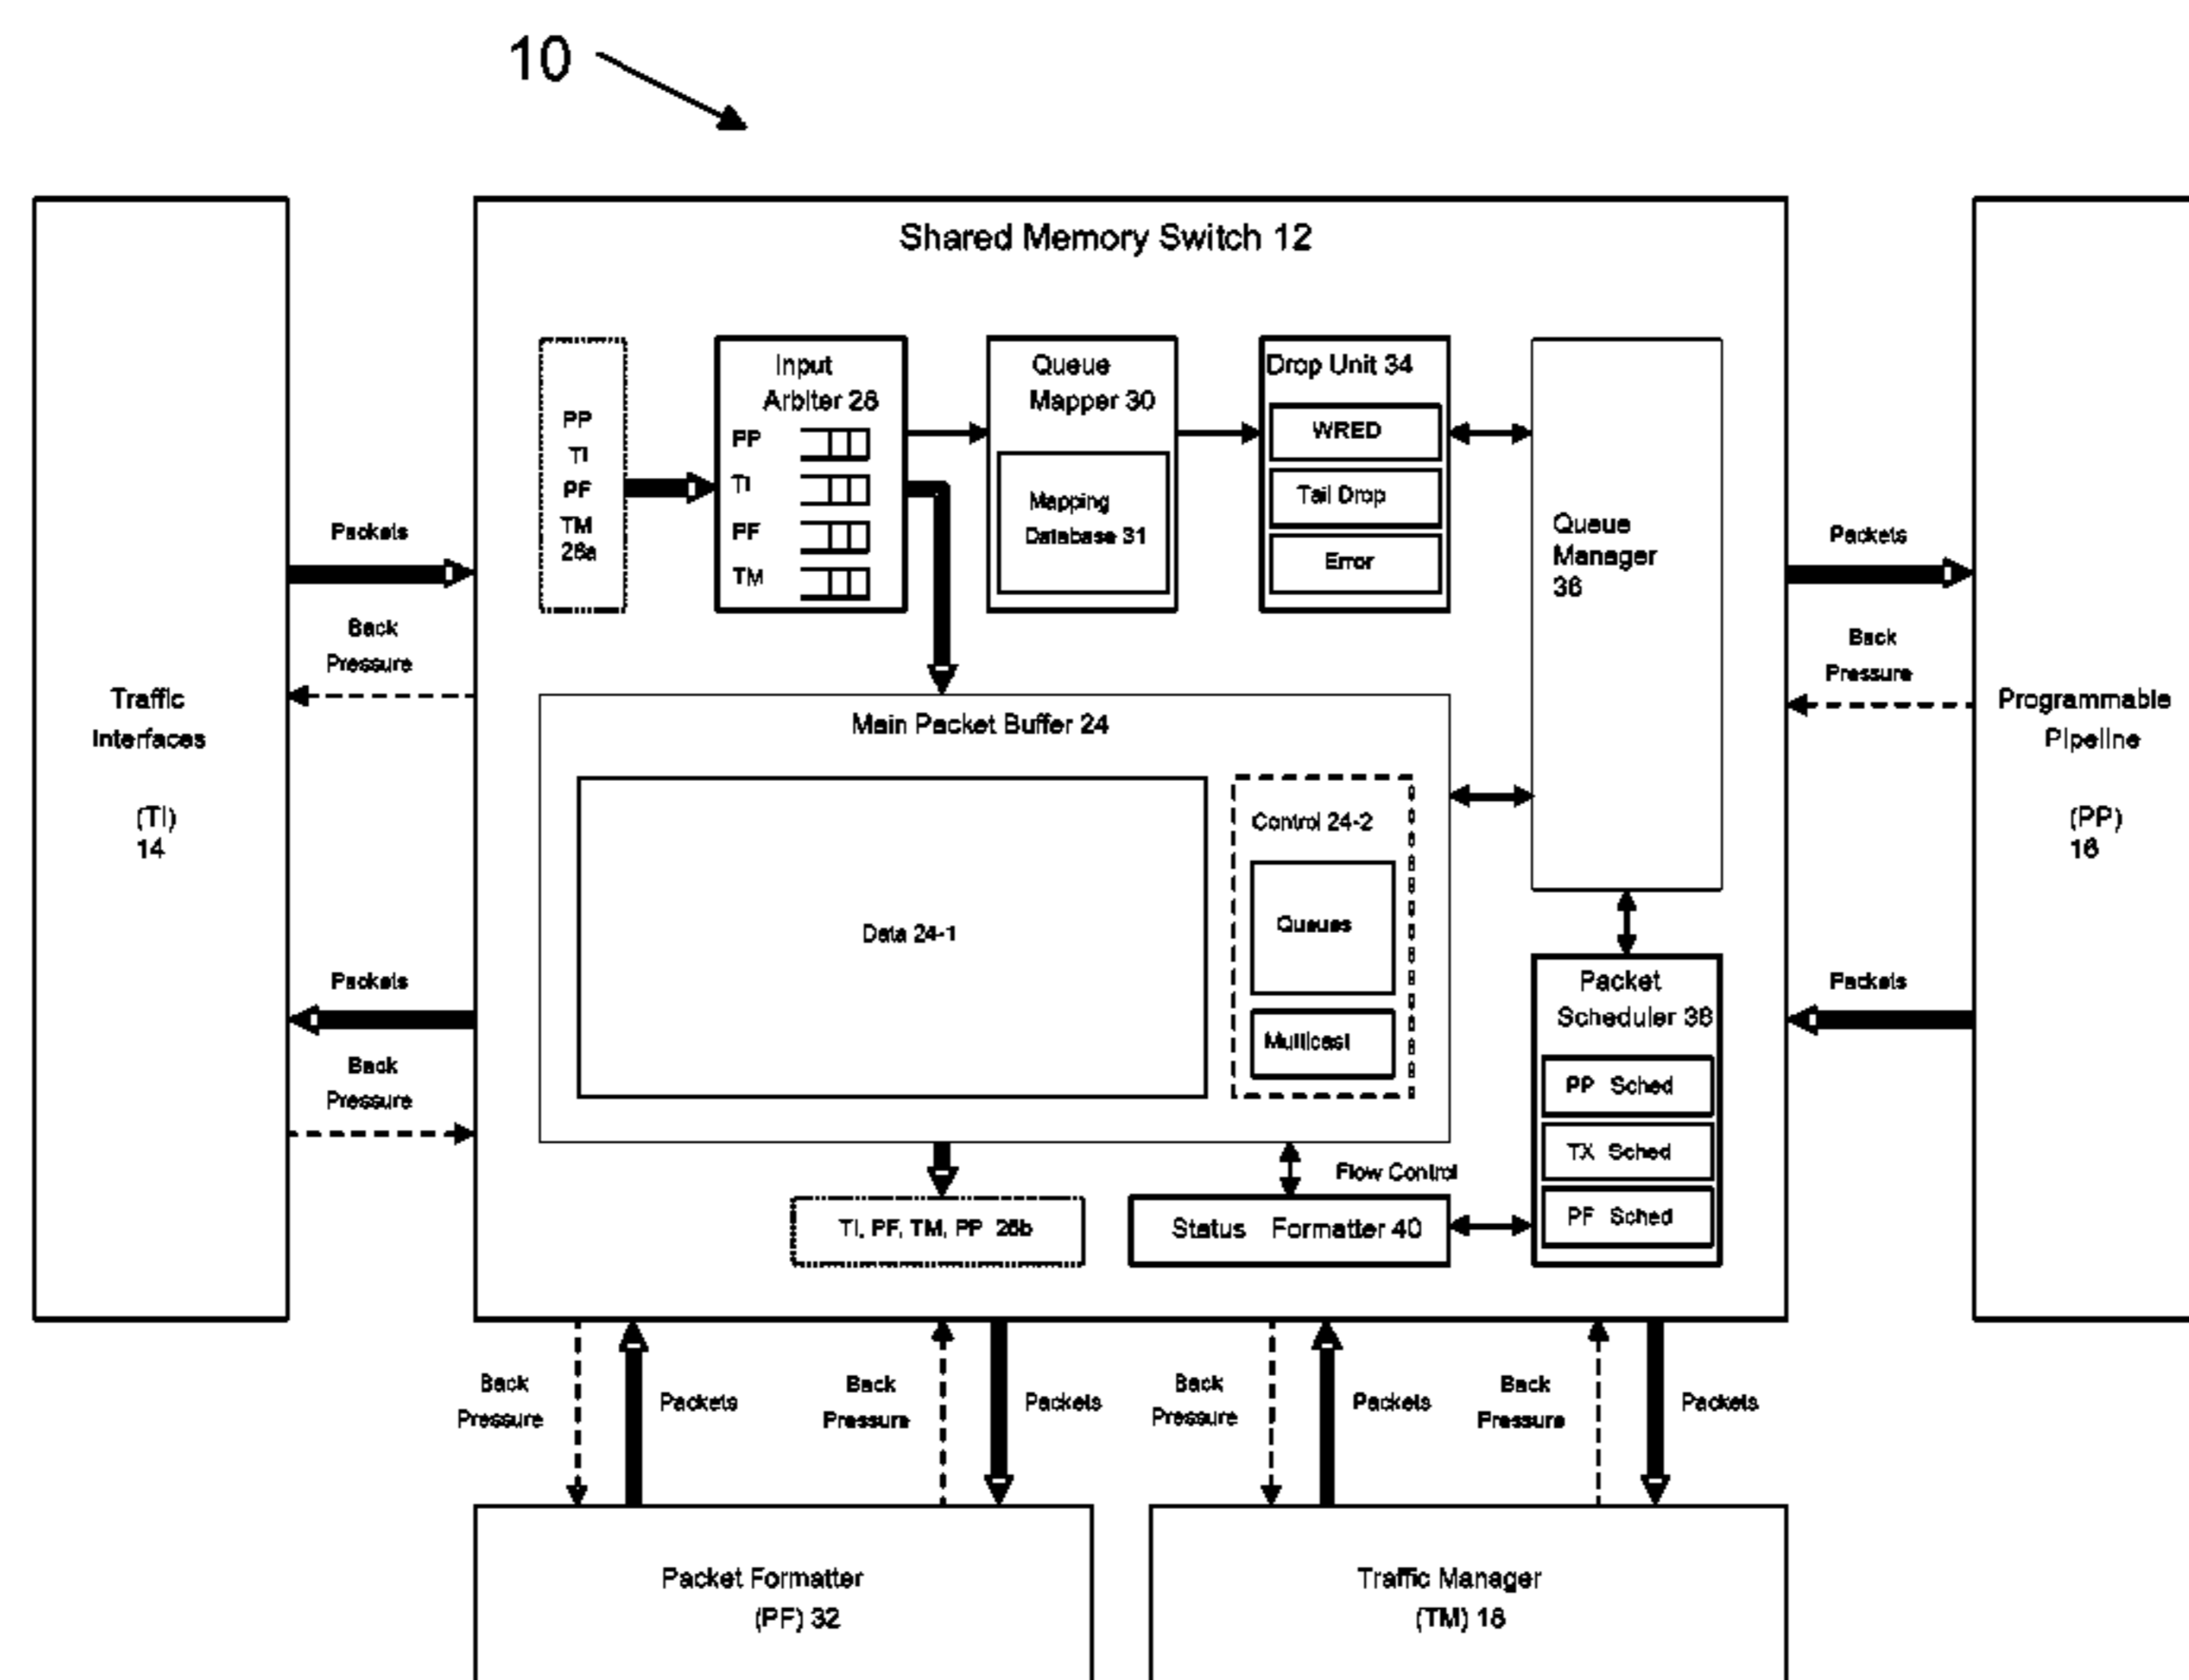 10
Shared Memory Switch 12
PP
TI
PF
TM
26a
Input
Arbiter 28
PP
TI
PF
TM
Queue
Mapper 30
Mapping
Database 31
Drop Unit 34
WRED
Tail Drop
Error
Queue
Manager
36
Packets
Back
Pressure
Traffic
Interfaces
(TI)
14
Packets
Back
Pressure
Main Packet Buffer 24
Data 24-1
Control 24-2
Queues
Multicast
Packets
Back
Pressure
Programmable
Pipeline
(PP)
16
Packets
Packet
Scheduler 38
PP Sched
TX Sched
PF Sched
Flow Control
TI, PF, TM, PP 26b
Status Formatter 40
Back
Pressure
Packets
Back
Pressure
Packets
Back
Pressure
Packets
Back
Pressure
Packets
Packet Formatter
(PF) 32
Traffic Manager
(TM) 18